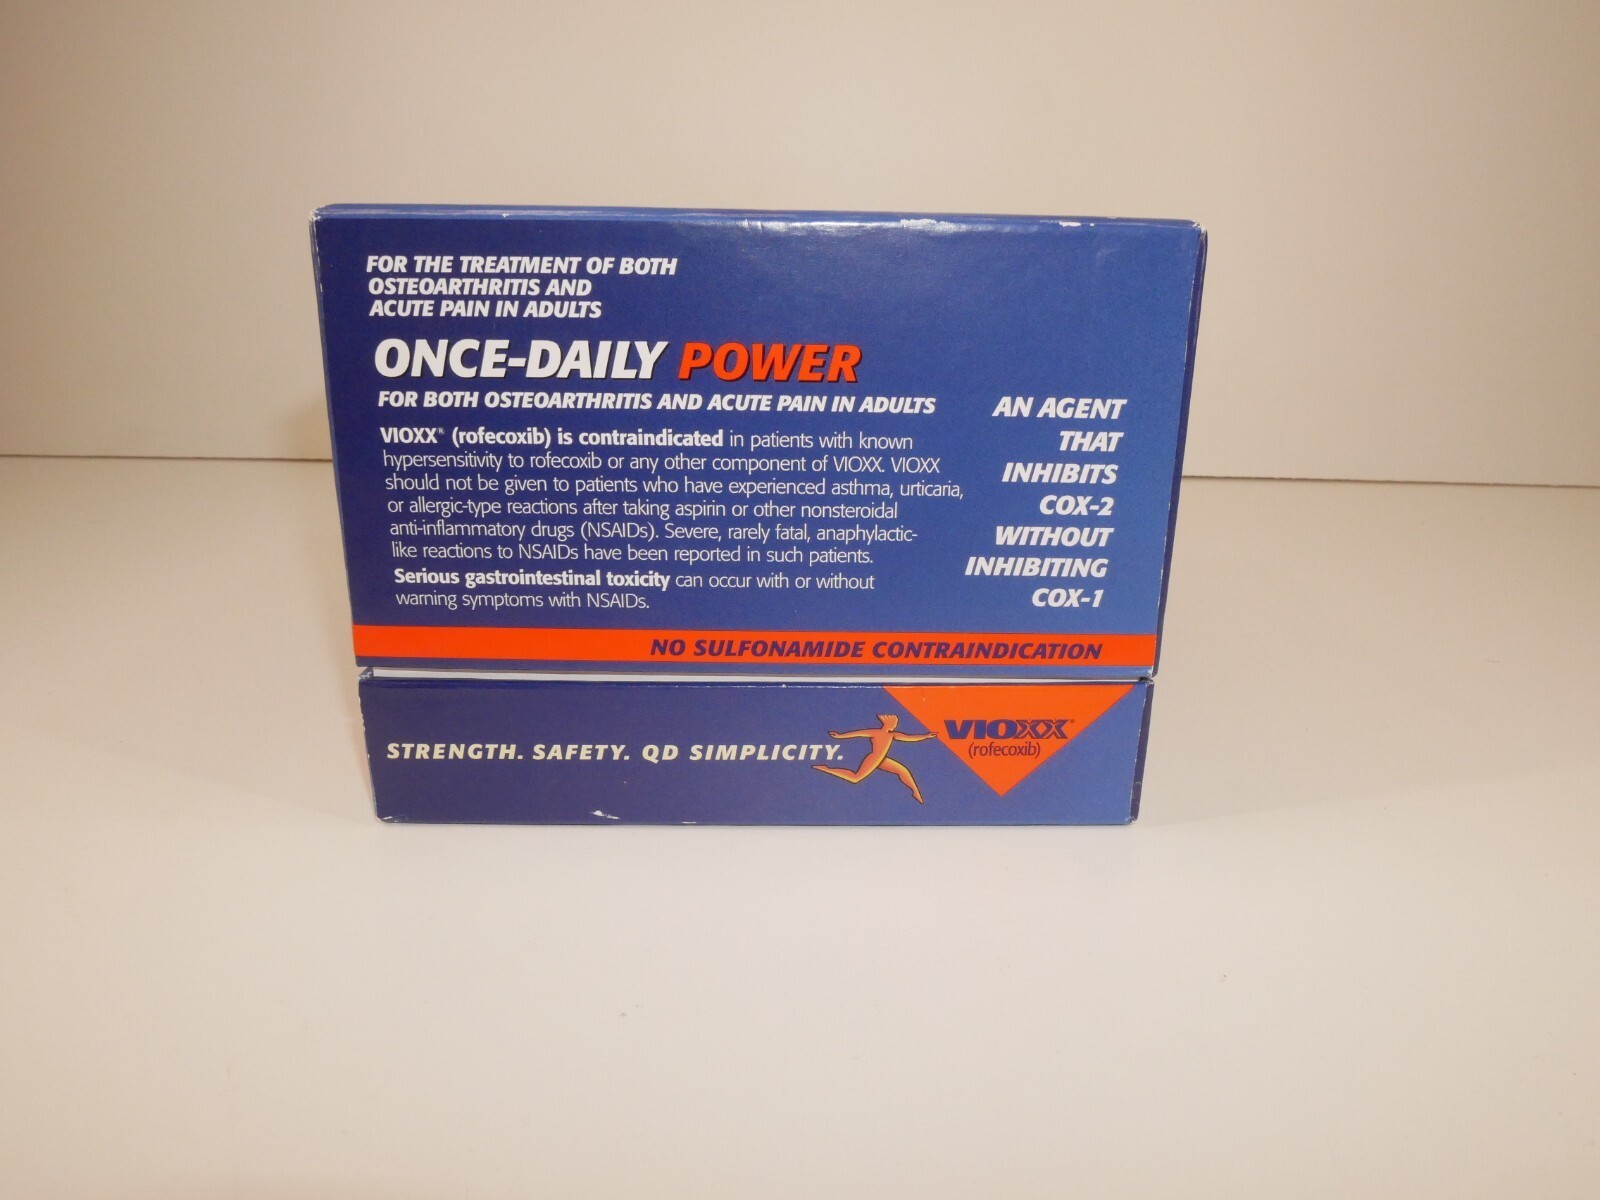 FOR THE TREATMENT OF BOTH
OSTEOARTHRITIS AND
ACUTE PAIN IN ADULTS
ONCE-DAILY POWER
FOR BOTH OSTEOARTHRITIS AND ACUTE PAIN IN ADULTS
VIOXX® (rofecoxib) is contraindicated in patients with known
hypersensitivity to rofecoxib or any other component of VIOXX. VIOXX
should not be given to patients who have experienced asthma, urticaria,
or allergic-type reactions after taking aspirin or other nonsteroidal
anti-inflammatory drugs (NSAIDs). Severe, rarely fatal, anaphylactic-
like reactions to NSAIDs have been reported in such patients.
Serious gastrointestinal toxicity can occur with or without
warning symptoms with NSAIDs.
AN AGENT
THAT
INHIBITS
COX-2
WITHOUT
INHIBITING
COX-1
NO SULFONAMIDE CONTRAINDICATION
STRENGTH. SAFETY. QD SIMPLICITY.
VIOXX®
(rofecoxib)